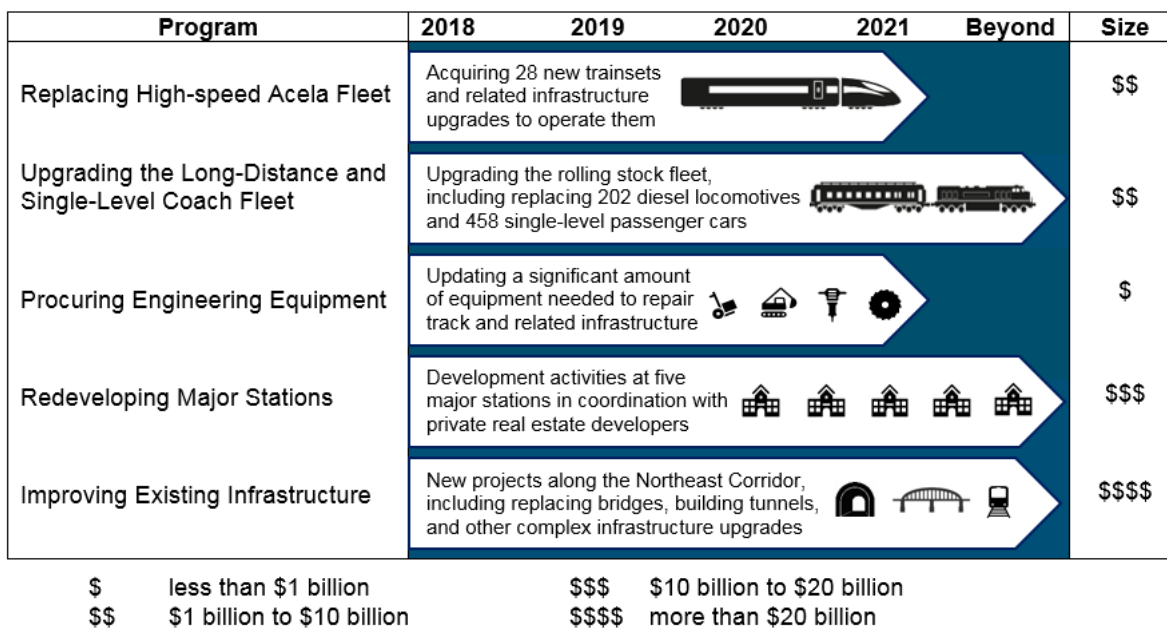 Program 2018 2019 2020 2021 Beyond Size
Replacing High-speed Acela Fleet
Acquiring 28 new trainsets
and related infrastructure
upgrades to operate them
$$
Upgrading the Long-Distance and
Single-Level Coach Fleet
Upgrading the rolling stock fleet,
including replacing 202 diesel locomotives
and 458 single-level passenger cars
$$
Procuring Engineering Equipment
Updating a significant amount
of equipment needed to repair
track and related infrastructure
$
Redeveloping Major Stations
Development activities at five
major stations in coordination with
private real estate developers
$$$
Improving Existing Infrastructure
New projects along the Northeast Corridor,
including replacing bridges, building tunnels,
and other complex infrastructure upgrades
$$$$
$ less than $1 billion $$$ $10 billion to $20 billion
$$ $1 billion to $10 billion $$$$ more than $20 billion